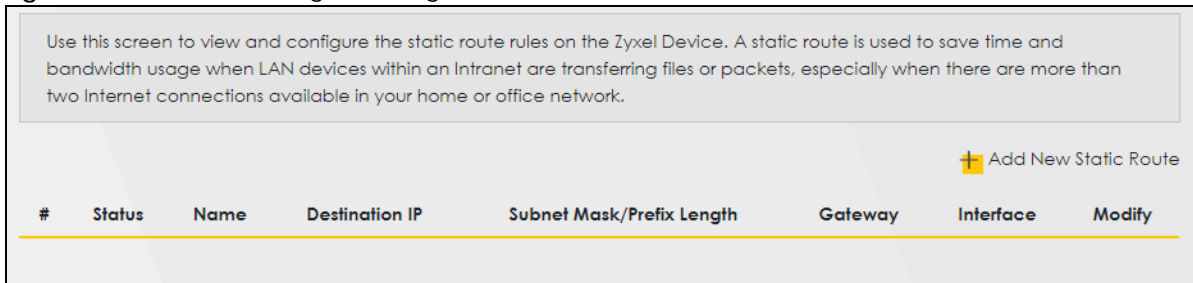 Use this screen to view and configure the static route rules on the Zyxel Device. A static route is used to save time and
bandwidth usage when LAN devices within an Intranet are transferring files or packets, especially when there are more than
two Internet connections available in your home or office network.
+ Add New Static Route
# Status Name Destination IP Subnet Mask/Prefix Length Gateway Interface Modify